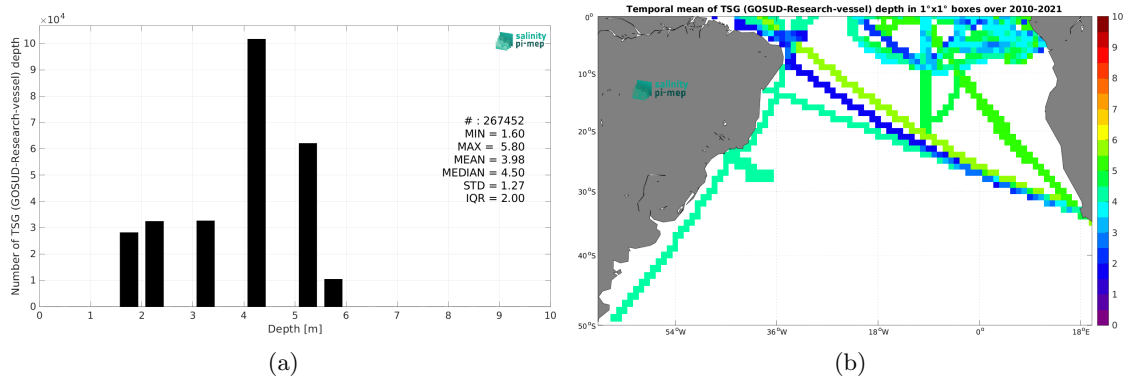 ×10⁴
10
9
8
7
6
5
4
3
2
1
0
Number of TSG (GOSUD-Research-vessel) depth
salinity
pi-mep
# : 267452
MIN = 1.60
MAX = 5.80
MEAN = 3.98
MEDIAN = 4.50
STD = 1.27
IQR = 2.00
0 1 2 3 4 5 6 7 8 9 10
Depth [m]
(a)
Temporal mean of TSG (GOSUD-Research-vessel) depth in 1°x1° boxes over 2010-2021
0°
10°S
20°S
30°S
40°S
50°S
salinity
pi-mep
54°W 36°W 18°W 0° 18°E
10
9
8
7
6
5
4
3
2
1
0
(b)